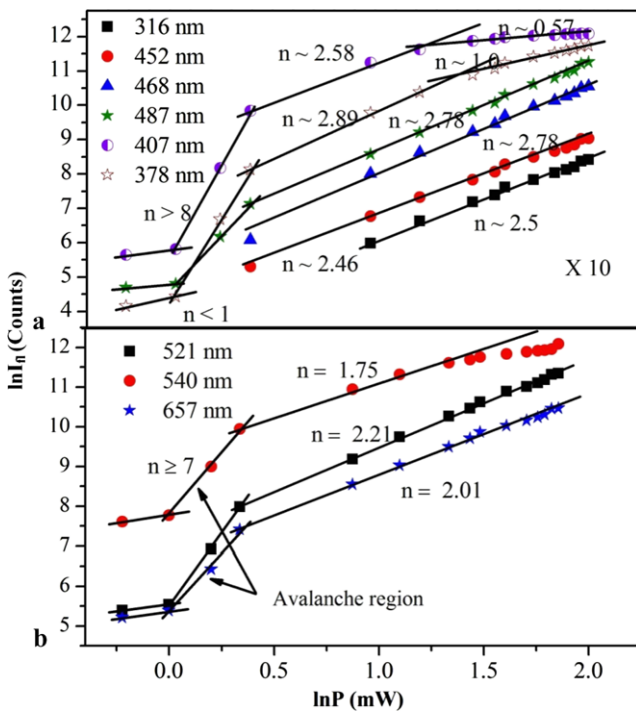 12
11
10
9
8
7
6
5
4
a
316 nm
452 nm
468 nm
487 nm
407 nm
378 nm
n ~ 2.58
n ~ 0.57
n ~ 1.0
n ~ 2.89
n ~ 2.78
n ~ 2.78
n > 8
n ~ 2.5
n ~ 2.46
n < 1
X 10
lnIn (Counts)
12
11
10
9
8
7
6
5
b
521 nm
540 nm
657 nm
n = 1.75
n ≥ 7
n = 2.21
n = 2.01
Avalanche region
0.0 0.5 1.0 1.5 2.0
lnP (mW)